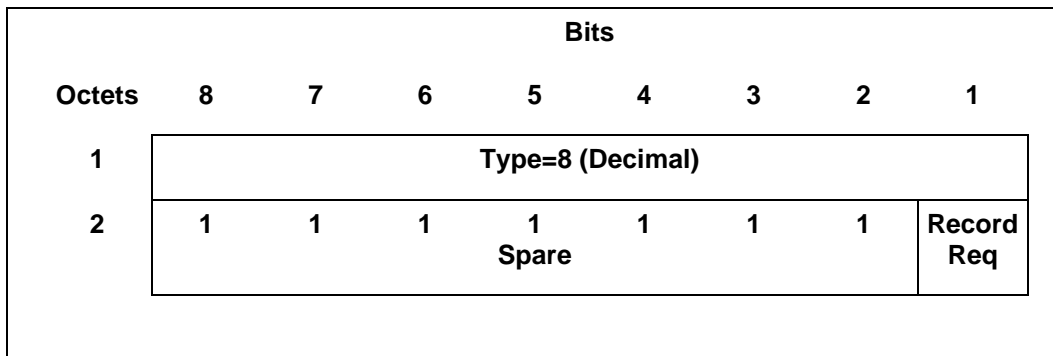 Bits
Octets 8 7 6 5 4 3 2 1
1 Type=8 (Decimal)
2 1 1 1 1 1 1 1 Record
Spare Req